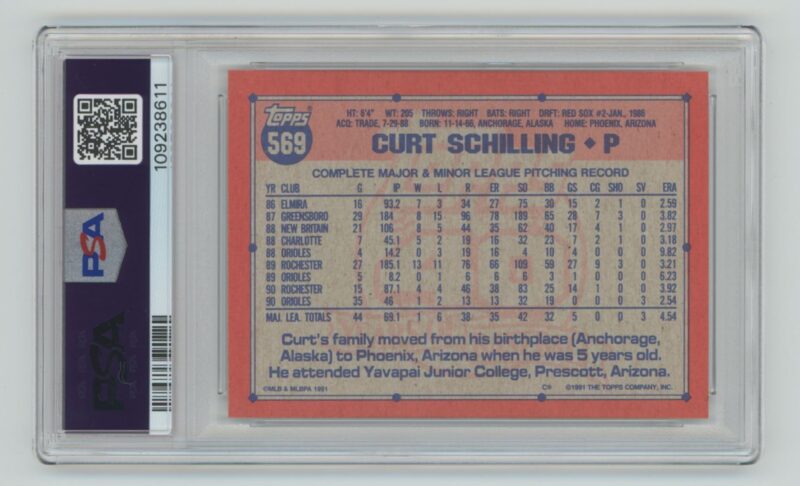 109238611
PSA
PSA
Topps
569
HT: 6'4" WT: 205 THROWS: RIGHT BATS: RIGHT DRFT: RED SOX #2-JAN., 1986
ACQ: TRADE, 7-29-88 BORN: 11-14-66, ANCHORAGE, ALASKA HOME: PHOENIX, ARIZONA
CURT SCHILLING ◆ P
COMPLETE MAJOR & MINOR LEAGUE PITCHING RECORD
YR CLUB G IP W L R ER SO BB GS CG SHO SV ERA
86 ELMIRA 16 93.2 7 3 34 27 75 30 15 2 1 0 2.59
87 GREENSBORO 29 184 8 15 96 78 189 65 28 7 3 0 3.82
88 NEW BRITAIN 21 106 8 5 44 35 62 40 17 4 1 0 2.97
88 CHARLOTTE 7 45.1 5 2 19 16 32 23 7 2 1 0 3.18
88 ORIOLES 4 14.2 0 3 19 16 4 10 4 0 0 0 9.82
89 ROCHESTER 27 185.1 13 11 76 66 109 59 27 9 3 0 3.21
89 ORIOLES 5 8.2 0 1 6 6 6 3 1 0 0 0 6.23
90 ROCHESTER 15 87.1 4 4 46 38 83 25 14 1 0 0 3.92
90 ORIOLES 35 46 1 2 13 13 32 19 0 0 0 3 2.54
MAJ. LEA. TOTALS 44 69.1 1 6 38 35 42 32 5 0 0 3 4.54
Curt's family moved from his birthplace (Anchorage,
Alaska) to Phoenix, Arizona when he was 5 years old.
He attended Yavapai Junior College, Prescott, Arizona.
©MLB & MLBPA 1991 C* ©1991 THE TOPPS COMPANY, INC.